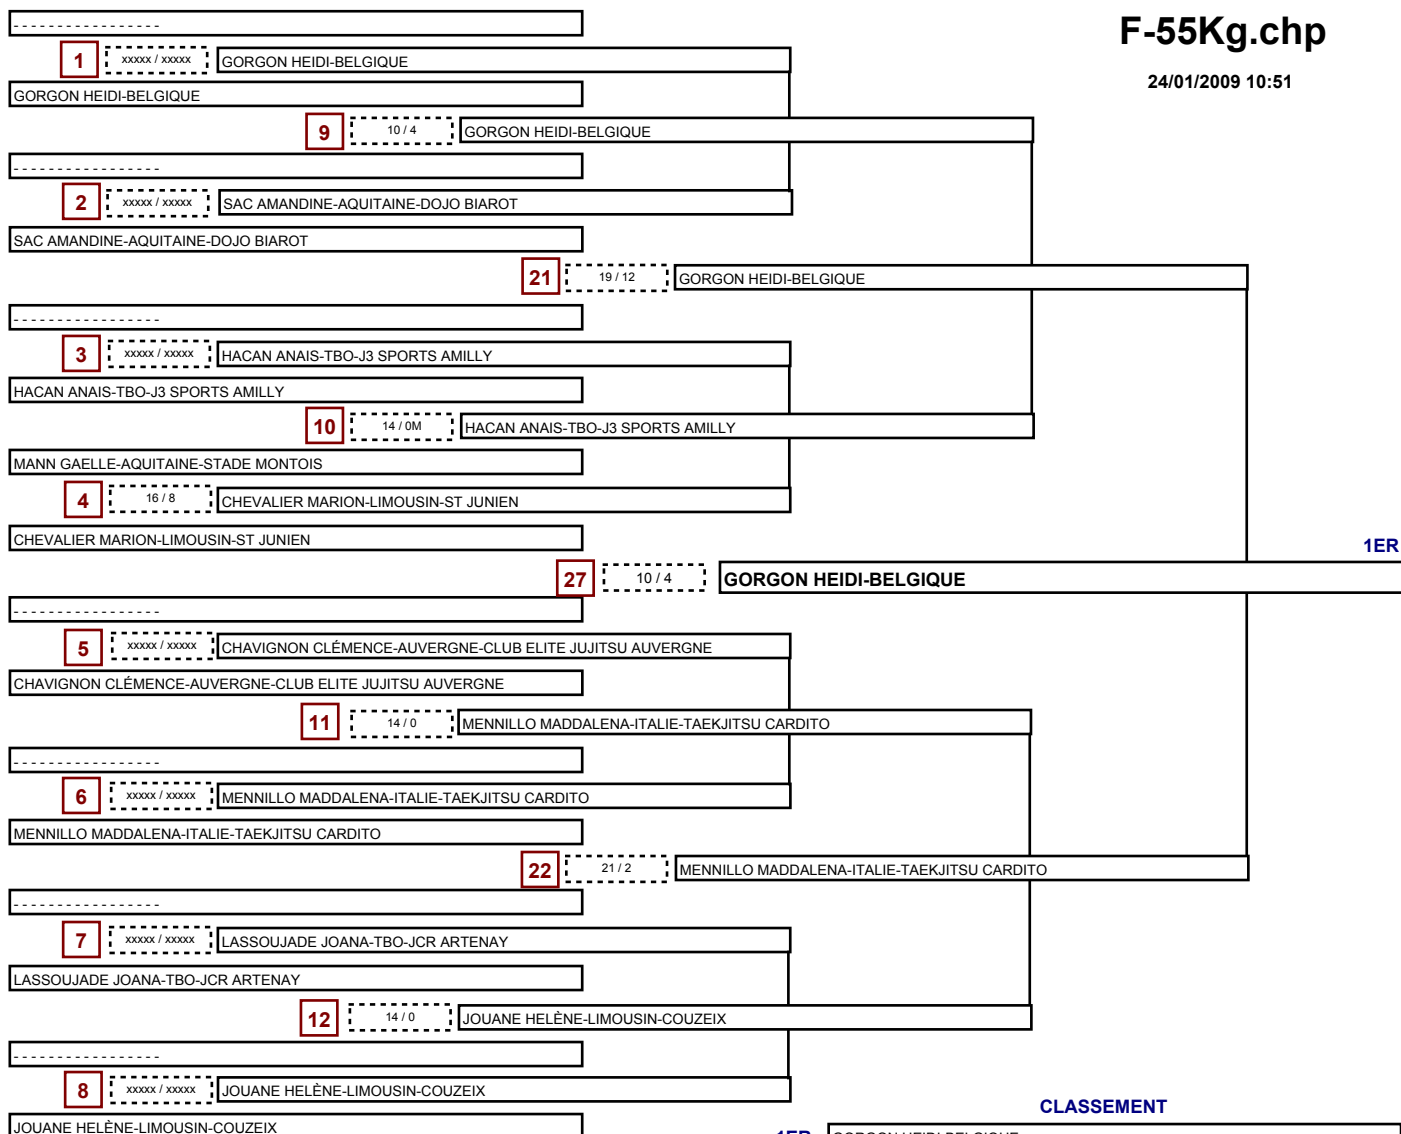 F-55Kg.chp
24/01/2009 10:51
- - - - - - - - - - - - - - - - -
1 xxxxx / xxxxx GORGON HEIDI-BELGIQUE
GORGON HEIDI-BELGIQUE
9 10 / 4 GORGON HEIDI-BELGIQUE
- - - - - - - - - - - - - - - - -
2 xxxxx / xxxxx SAC AMANDINE-AQUITAINE-DOJO BIAROT
SAC AMANDINE-AQUITAINE-DOJO BIAROT
21 19 / 12 GORGON HEIDI-BELGIQUE
- - - - - - - - - - - - - - - - -
3 xxxxx / xxxxx HACAN ANAIS-TBO-J3 SPORTS AMILLY
HACAN ANAIS-TBO-J3 SPORTS AMILLY
10 14 / 0M HACAN ANAIS-TBO-J3 SPORTS AMILLY
MANN GAELLE-AQUITAINE-STADE MONTOIS
4 16 / 8 CHEVALIER MARION-LIMOUSIN-ST JUNIEN
CHEVALIER MARION-LIMOUSIN-ST JUNIEN
1ER
27 10 / 4 GORGON HEIDI-BELGIQUE
- - - - - - - - - - - - - - - - -
5 xxxxx / xxxxx CHAVIGNON CLÉMENCE-AUVERGNE-CLUB ELITE JUJITSU AUVERGNE
CHAVIGNON CLÉMENCE-AUVERGNE-CLUB ELITE JUJITSU AUVERGNE
11 14 / 0 MENNILLO MADDALENA-ITALIE-TAEKJITSU CARDITO
- - - - - - - - - - - - - - - - -
6 xxxxx / xxxxx MENNILLO MADDALENA-ITALIE-TAEKJITSU CARDITO
MENNILLO MADDALENA-ITALIE-TAEKJITSU CARDITO
22 21 / 2 MENNILLO MADDALENA-ITALIE-TAEKJITSU CARDITO
- - - - - - - - - - - - - - - - -
7 xxxxx / xxxxx LASSOUJADE JOANA-TBO-JCR ARTENAY
LASSOUJADE JOANA-TBO-JCR ARTENAY
12 14 / 0 JOUANE HELÈNE-LIMOUSIN-COUZEIX
- - - - - - - - - - - - - - - - -
8 xxxxx / xxxxx JOUANE HELÈNE-LIMOUSIN-COUZEIX
CLASSEMENT
JOUANE HELÈNE-LIMOUSIN-COUZEIX
1ER GORGON HEIDI-BELGIQUE